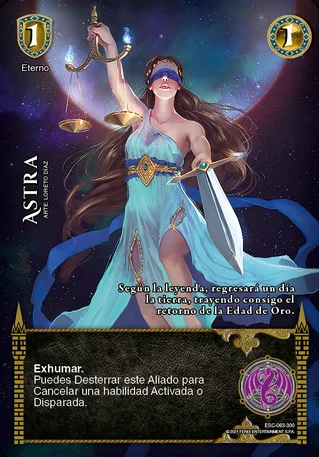 1
1
Eterno
ASTRA
ARTE: LORETO DÍAZ
Según la leyenda, regresará un día
la tierra, trayendo consigo el
retorno de la Edad de Oro.
Exhumar.
Puedes Desterrar este Aliado para
Cancelar una habilidad Activada o
Disparada.
ESC-083-300
©2021 FENIX ENTERTAINMENT S.P.A.